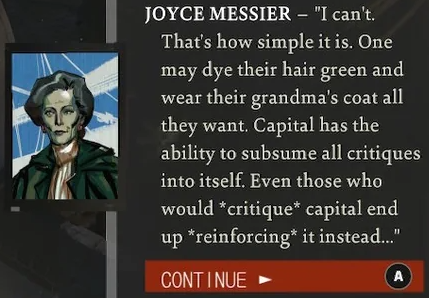 JOYCE MESSIER – "I can't.
That's how simple it is. One
may dye their hair green and
wear their grandma's coat all
they want. Capital has the
ability to subsume all critiques
into itself. Even those who
would *critique* capital end
up *reinforcing* it instead..."
CONTINUE ►
A